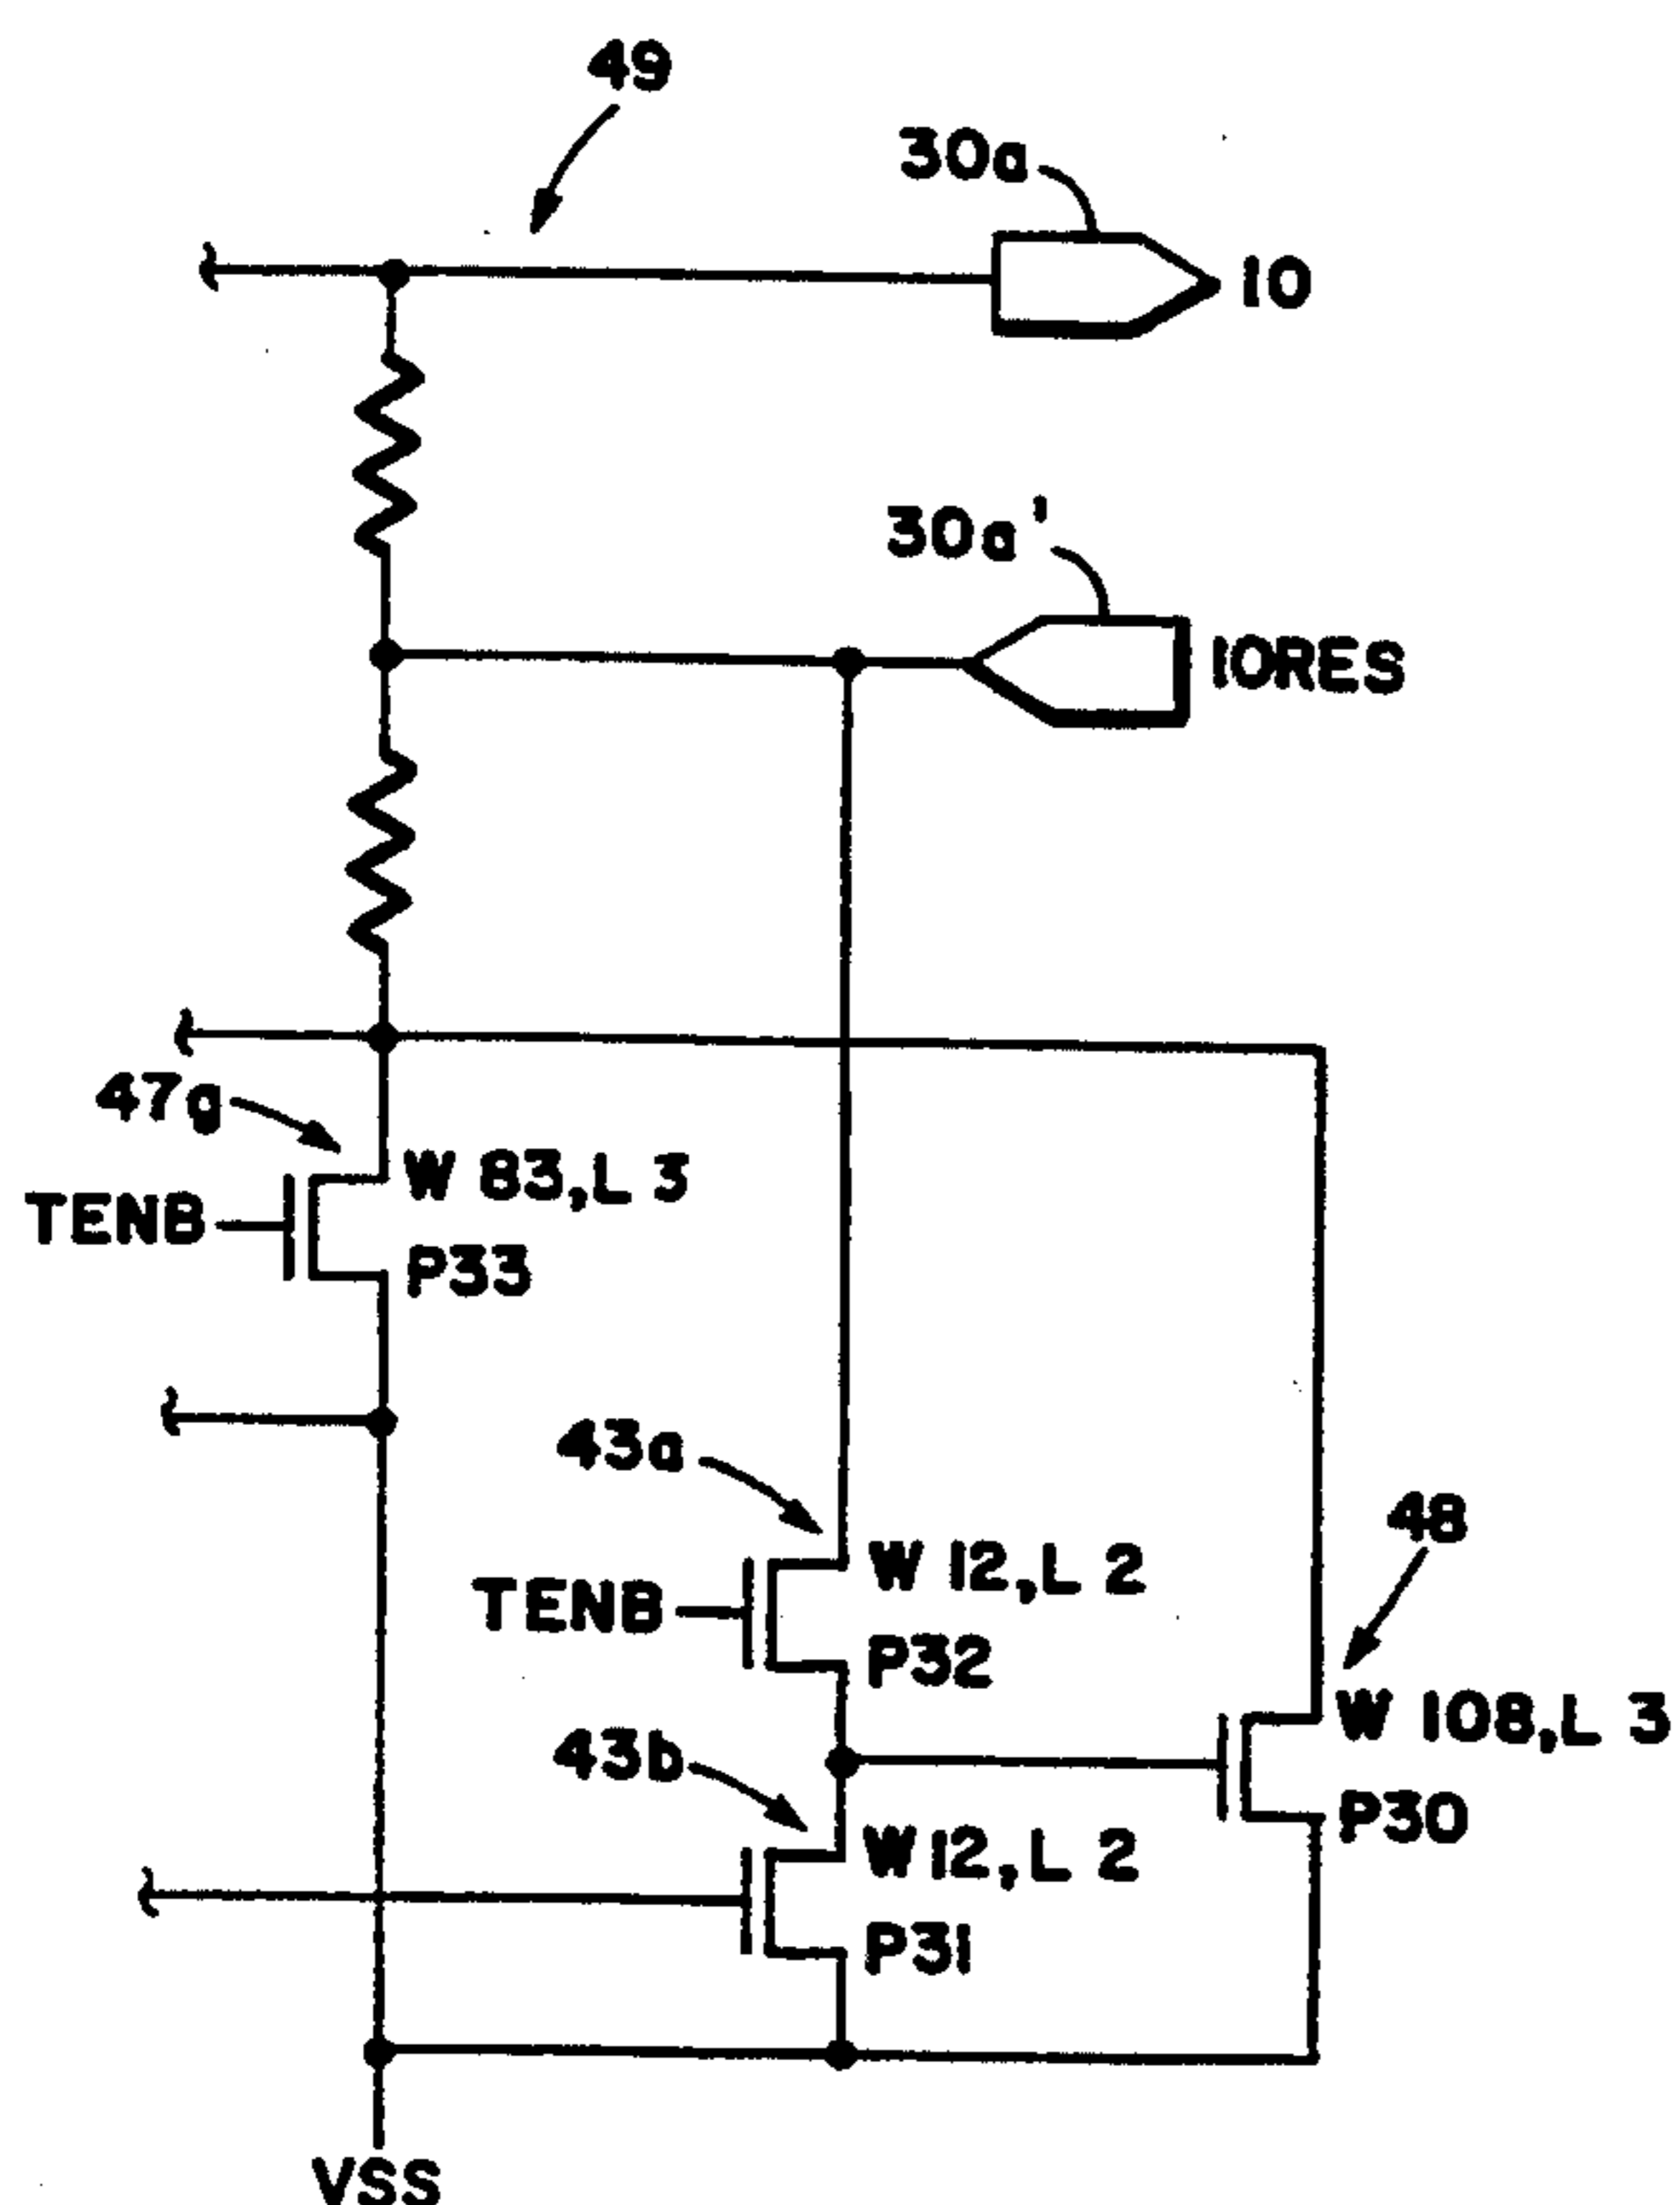 49
30a
IO
30a'
IORES
47a
W 83,L 3
TENB
P33
43a
W 12,L 2
48
TENB
P32
W 108,L 3
43b
P30
W 12, L 2
P31
VSS